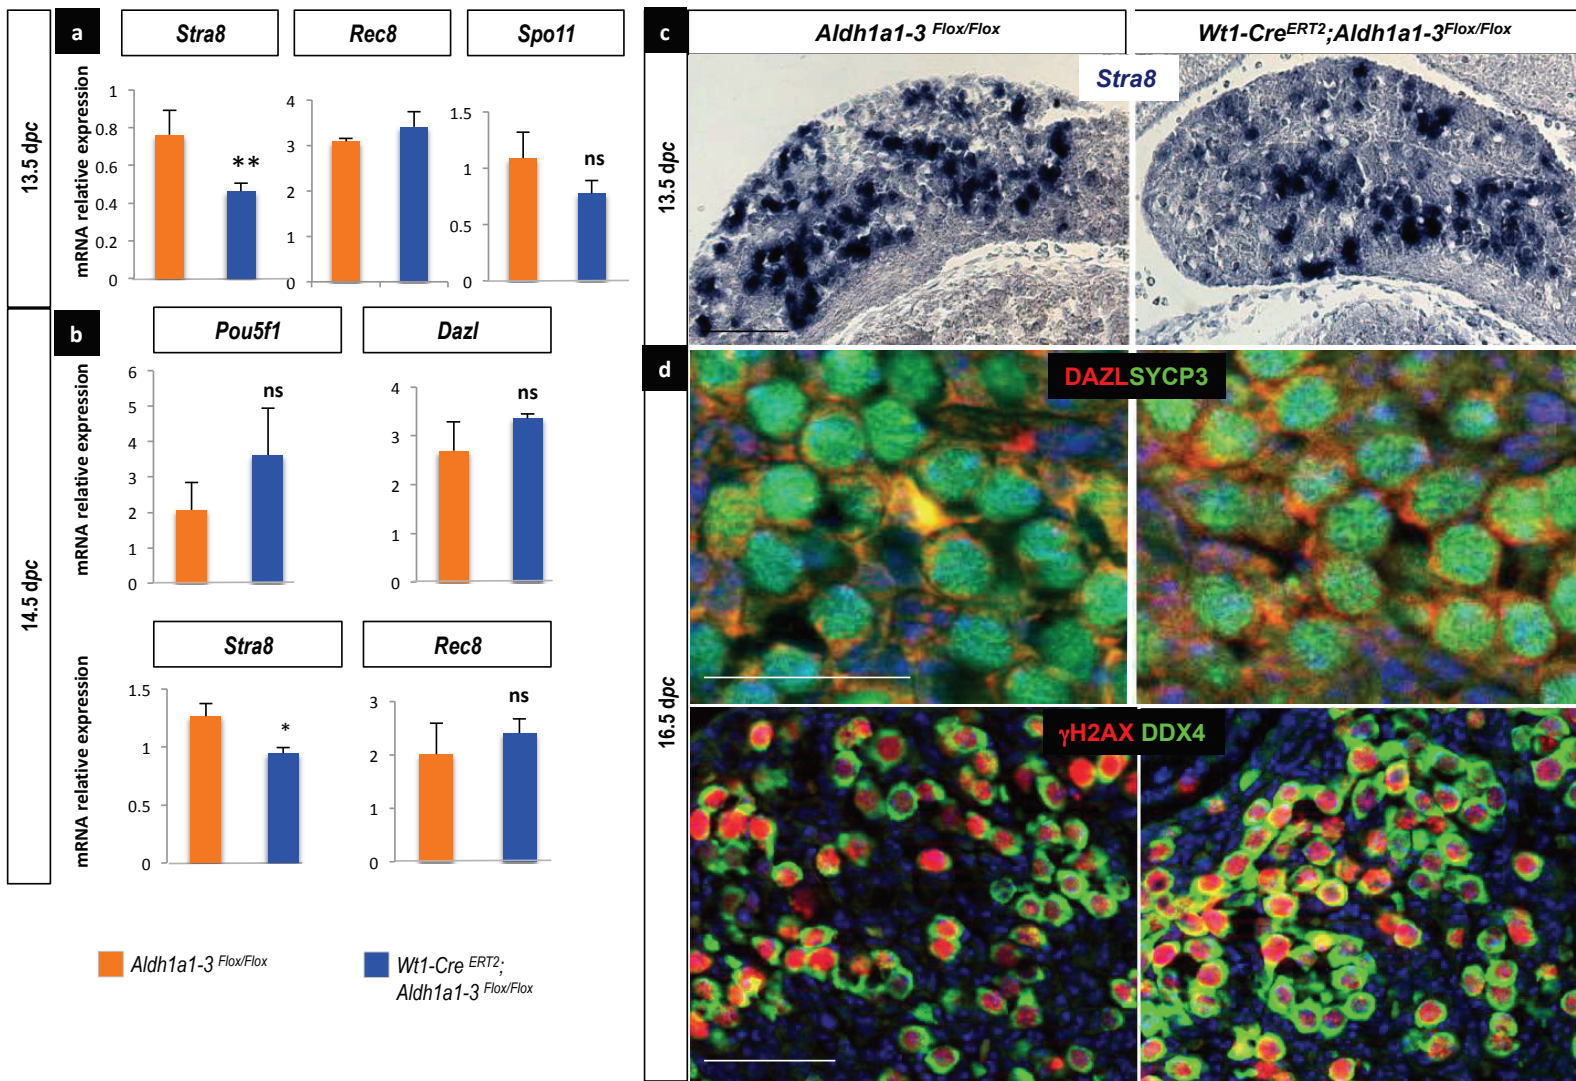 a
Stra8
Rec8
Spo11
13.5 dpc
mRNA relative expression
1
0.8
0.6
0.4
0.2
0
**
4
3
2
1
0
1.5
1
0.5
0
ns
b
Pou5f1
Dazl
14.5 dpc
mRNA relative expression
6
5
4
3
2
1
0
ns
4
3
2
1
0
ns
Stra8
Rec8
mRNA relative expression
1.5
1
0.5
0
*
3
2
1
0
ns
Aldh1a1-3 Flox/Flox
Wt1-Cre ERT2;
Aldh1a1-3 Flox/Flox
c
Aldh1a1-3 Flox/Flox
Wt1-CreERT2;Aldh1a1-3Flox/Flox
13.5 dpc
Stra8
d
16.5 dpc
DAZLSYCP3
γH2AX DDX4